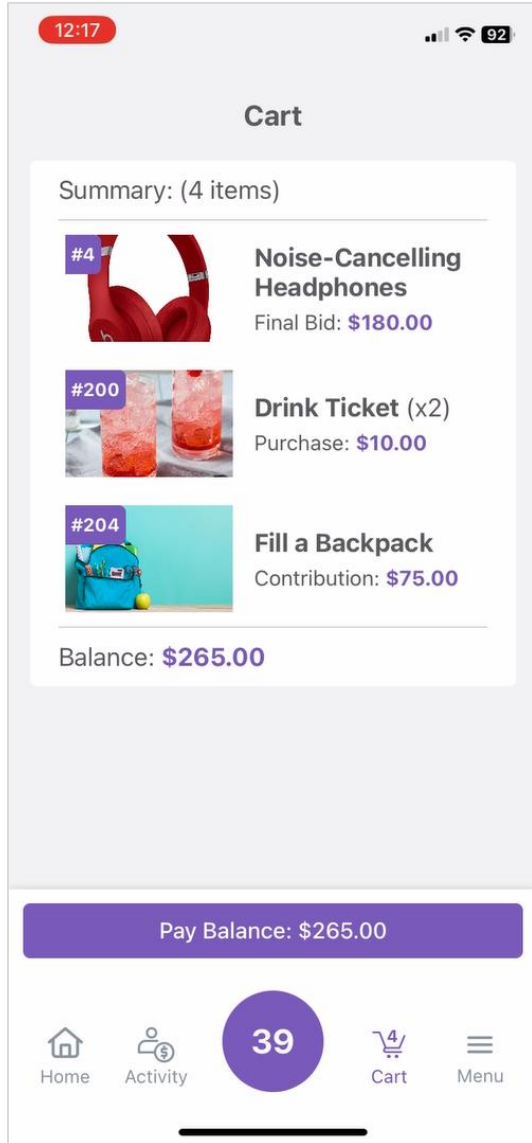 12:17
92
Cart
Summary: (4 items)
#4
Noise-Cancelling
Headphones
Final Bid: $180.00
#200
Drink Ticket (x2)
Purchase: $10.00
#204
Fill a Backpack
Contribution: $75.00
Balance: $265.00
Pay Balance: $265.00
39
4
Home
Activity
Cart
Menu